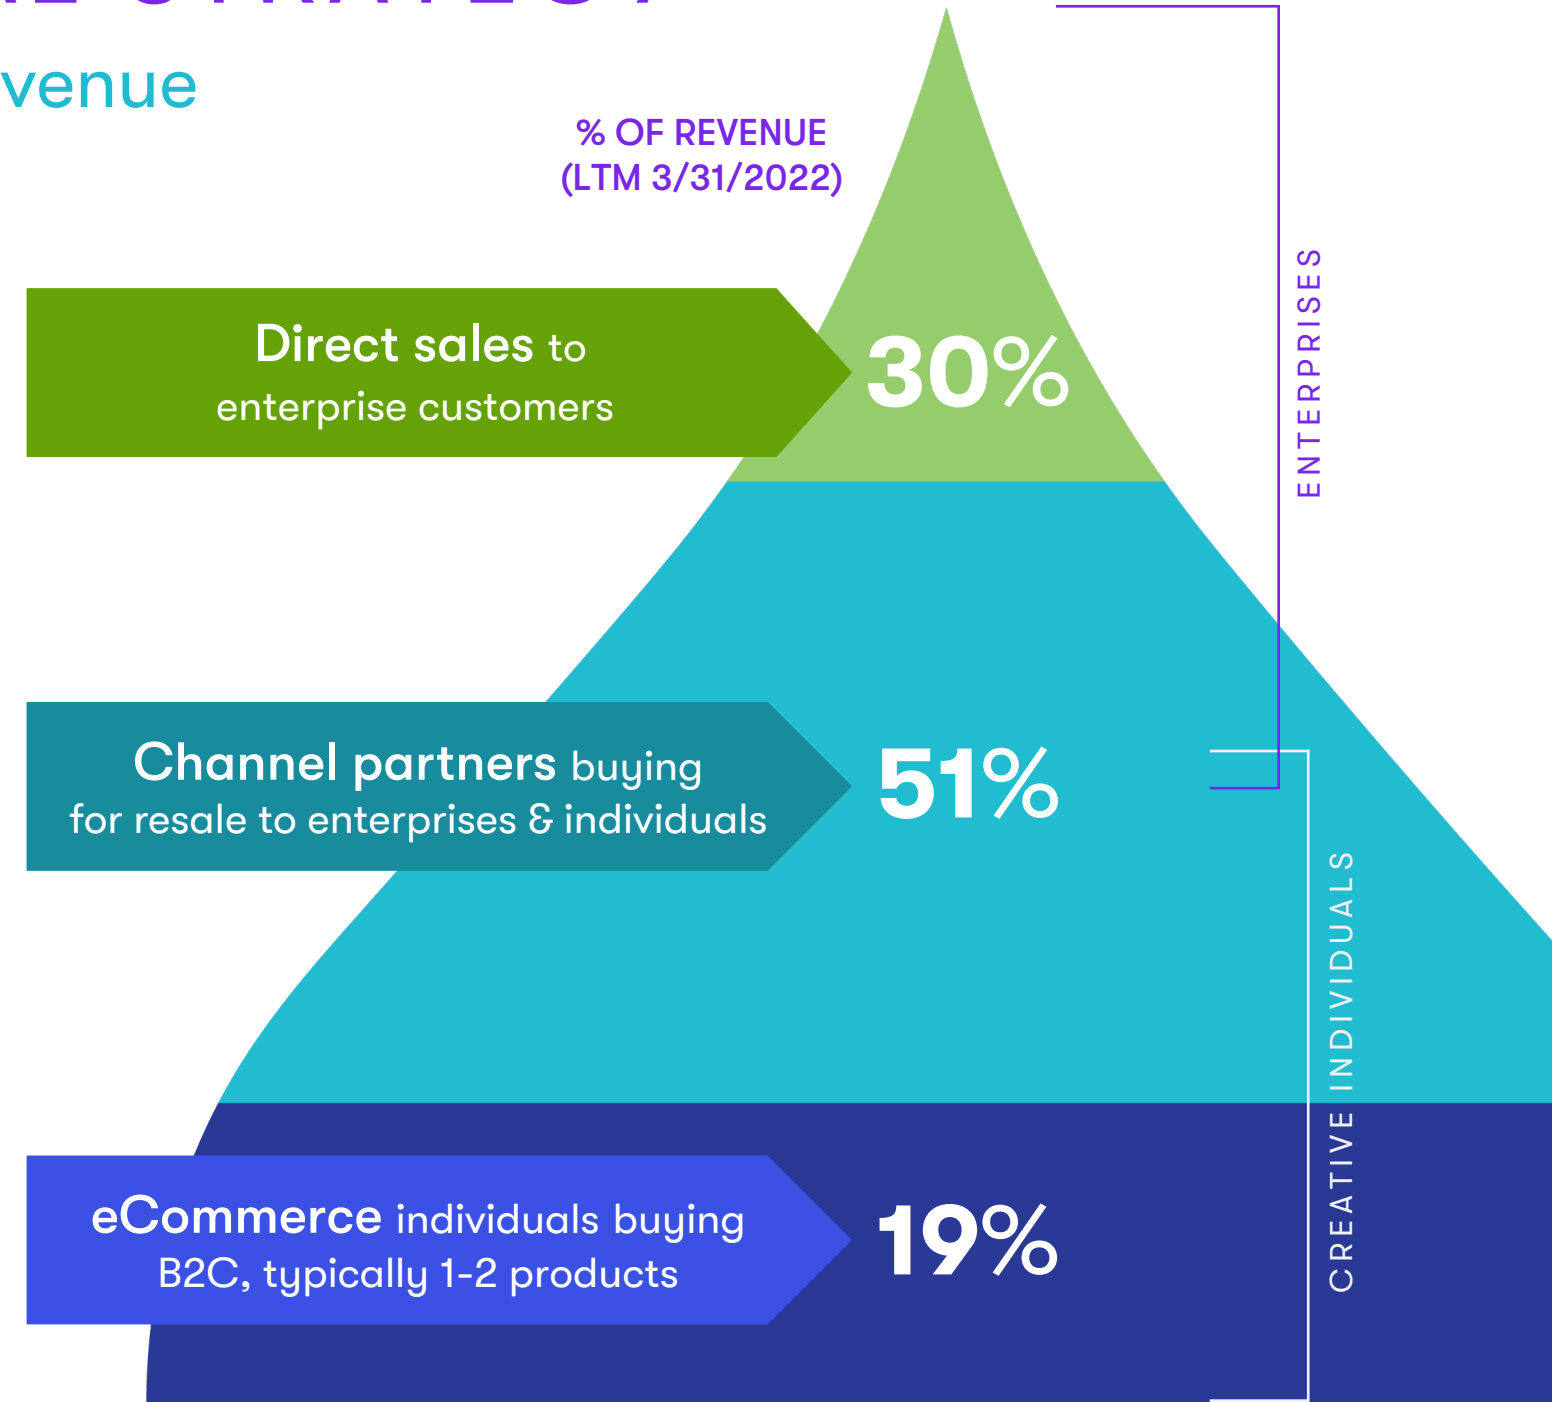 venue
% OF REVENUE
(LTM 3/31/2022)
Direct sales to
enterprise customers
30%
ENTERPRISES
Channel partners buying
for resale to enterprises & individuals
51%
CREATIVE INDIVIDUALS
eCommerce individuals buying
B2C, typically 1-2 products
19%